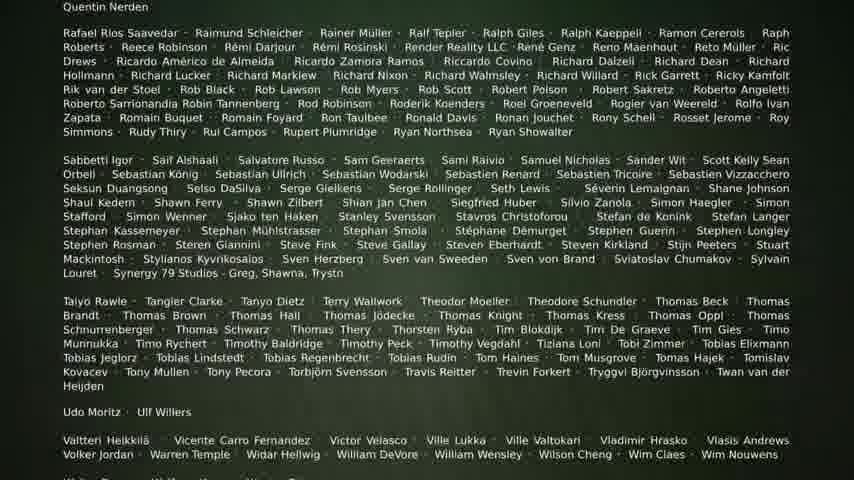 Quentin Nerden
Rafael Rios Saavedar · Raimund Schleicher · Rainer Müller · Ralf Tepler · Ralph Giles · Ralph Kaeppeli · Ramon Cererols · Raph
Roberts · Reece Robinson · Rémi Darjour · Rémi Rosinski · Render Reality LLC · René Genz · Reno Maenhout · Reto Müller · Ric
Drews · Ricardo Américo de Almeida · Ricardo Zamora Ramos · Riccardo Covino · Richard Dalzell · Richard Dean · Richard
Hollmann · Richard Lucker · Richard Marklew · Richard Nixon · Richard Walmsley · Richard Willard · Rick Garrett · Ricky Kamfolt
Rik van der Stoel · Rob Black · Rob Lawson · Rob Myers · Rob Scott · Robert Poison · Robert Sakretz · Roberto Angeletti
Roberto Sarrionandia Robin Tannenberg · Rod Robinson · Roderik Koenders · Roel Groeneveld · Rogier van Weereld · Rolfo Ivan
Zapata · Romain Buquet · Romain Foyard · Ron Taulbee · Ronald Davis · Ronan Jouchet · Rony Schell · Rosset Jerome · Roy
Simmons · Rudy Thiry · Rui Campos · Rupert Plumridge · Ryan Northsea · Ryan Showalter
Sabbetti Igor · Saif Alshaali · Salvatore Russo · Sam Geeraerts · Sami Raivio · Samuel Nicholas · Sander Wit · Scott Kelly Sean
Orbell · Sebastian König · Sebastian Ullrich · Sebastian Wodarski · Sebastien Renard · Sebastien Tricoire · Sebastien Vizzacchero
Seksun Duangsong · Selso DaSilva · Serge Gielkens · Serge Rollinger · Seth Lewis · Séverin Lemaignan · Shane Johnson
Shaul Kedem · Shawn Ferry · Shawn Zilbert · Shian Jan Chen · Siegfried Huber · Silvio Zanola · Simon Haegler · Simon
Stafford · Simon Wenner · Sjako ten Haken · Stanley Svensson · Stavros Christoforou · Stefan de Konink · Stefan Langer
Stephan Kassemeyer · Stephan Mühlstrasser · Stephan Smola · Stéphane Démurget · Stephen Guerin · Stephen Longley
Stephen Rosman · Steren Giannini · Steve Fink · Steve Gallay · Steven Eberhardt · Steven Kirkland · Stijn Peeters · Stuart
Mackintosh · Stylianos Kyvrikosaios · Sven Herzberg · Sven van Sweeden · Sven von Brand · Sviatoslav Chumakov · Sylvain
Louret · Synergy 79 Studios - Greg, Shawna, Trystn
Taiyo Rawle · Tangier Clarke · Tanyo Dietz · Terry Wallwork · Theodor Moeller · Theodore Schundler · Thomas Beck · Thomas
Brandt · Thomas Brown · Thomas Hall · Thomas Jödecke · Thomas Knight · Thomas Kress · Thomas Oppl · Thomas
Schnurrenberger · Thomas Schwarz · Thomas Thery · Thorsten Ryba · Tim Blokdijk · Tim De Graeve · Tim Gies · Timo
Munnukka · Timo Rychert · Timothy Baldridge · Timothy Peck · Timothy Vegdahl · Tiziana Loni · Tobi Zimmer · Tobias Elixmann
Tobias Jeglorz · Tobias Lindstedt · Tobias Regenbrecht · Tobias Rudin · Tom Haines · Tom Musgrove · Tomas Hajek · Tomislav
Kovacev · Tony Mullen · Tony Pecora · Torbjörn Svensson · Travis Reitter · Trevin Forkert · Tryggvi Björgvinsson · Twan van der
Heijden
Udo Moritz · Ulf Willers
Valtteri Heikkilä · Vicente Carro Fernandez · Victor Velasco · Ville Lukka · Ville Valtokari · Vladimir Hrasko · Vlasis Andrews
Volker Jordan · Warren Temple · Widar Hellwig · William DeVore · William Wensley · Wilson Cheng · Wim Claes · Wim Nouwens